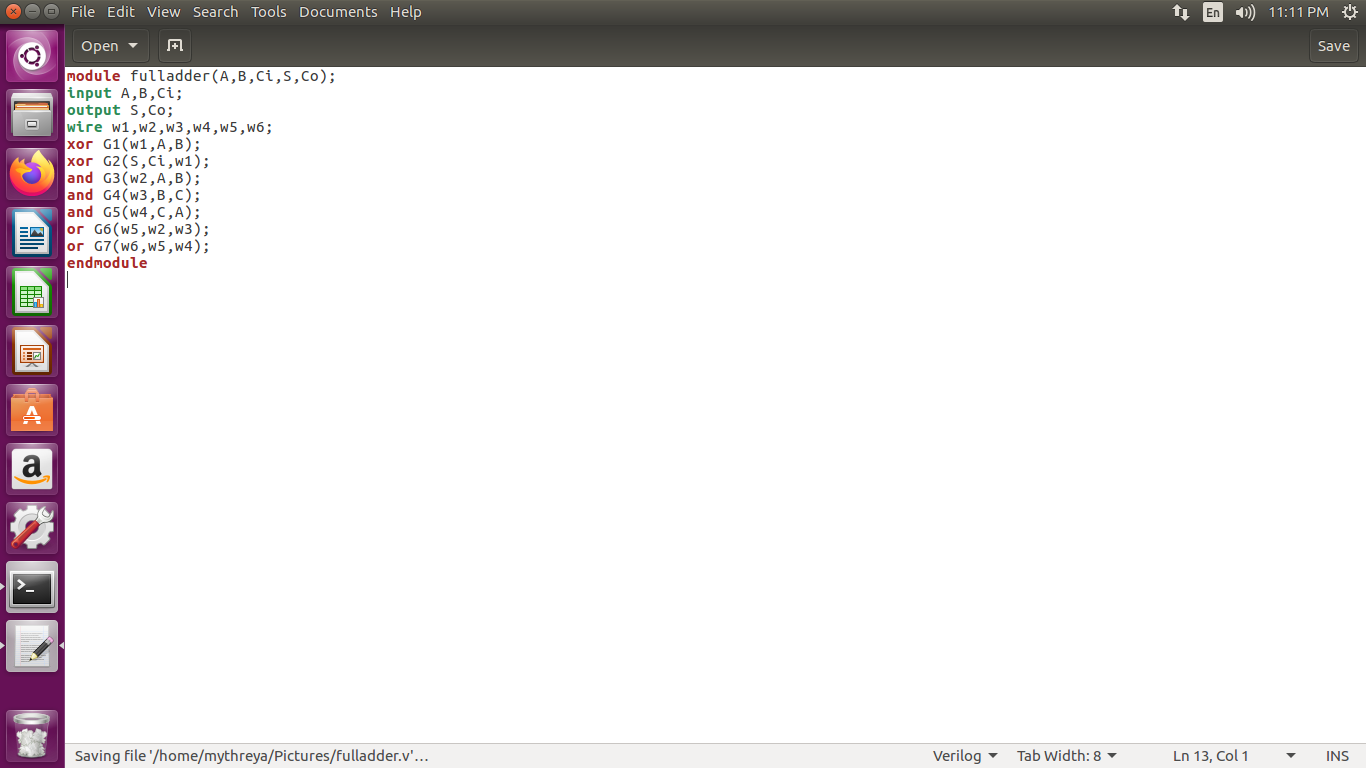 File Edit View Search Tools Documents Help
En 11:11 PM
Open Save
module fulladder(A,B,Ci,S,Co);
input A,B,Ci;
output S,Co;
wire w1,w2,w3,w4,w5,w6;
xor G1(w1,A,B);
xor G2(S,Ci,w1);
and G3(w2,A,B);
and G4(w3,B,C);
and G5(w4,C,A);
or G6(w5,w2,w3);
or G7(w6,w5,w4);
endmodule
Saving file '/home/mythreya/Pictures/fulladder.v'… Verilog Tab Width: 8 Ln 13, Col 1 INS